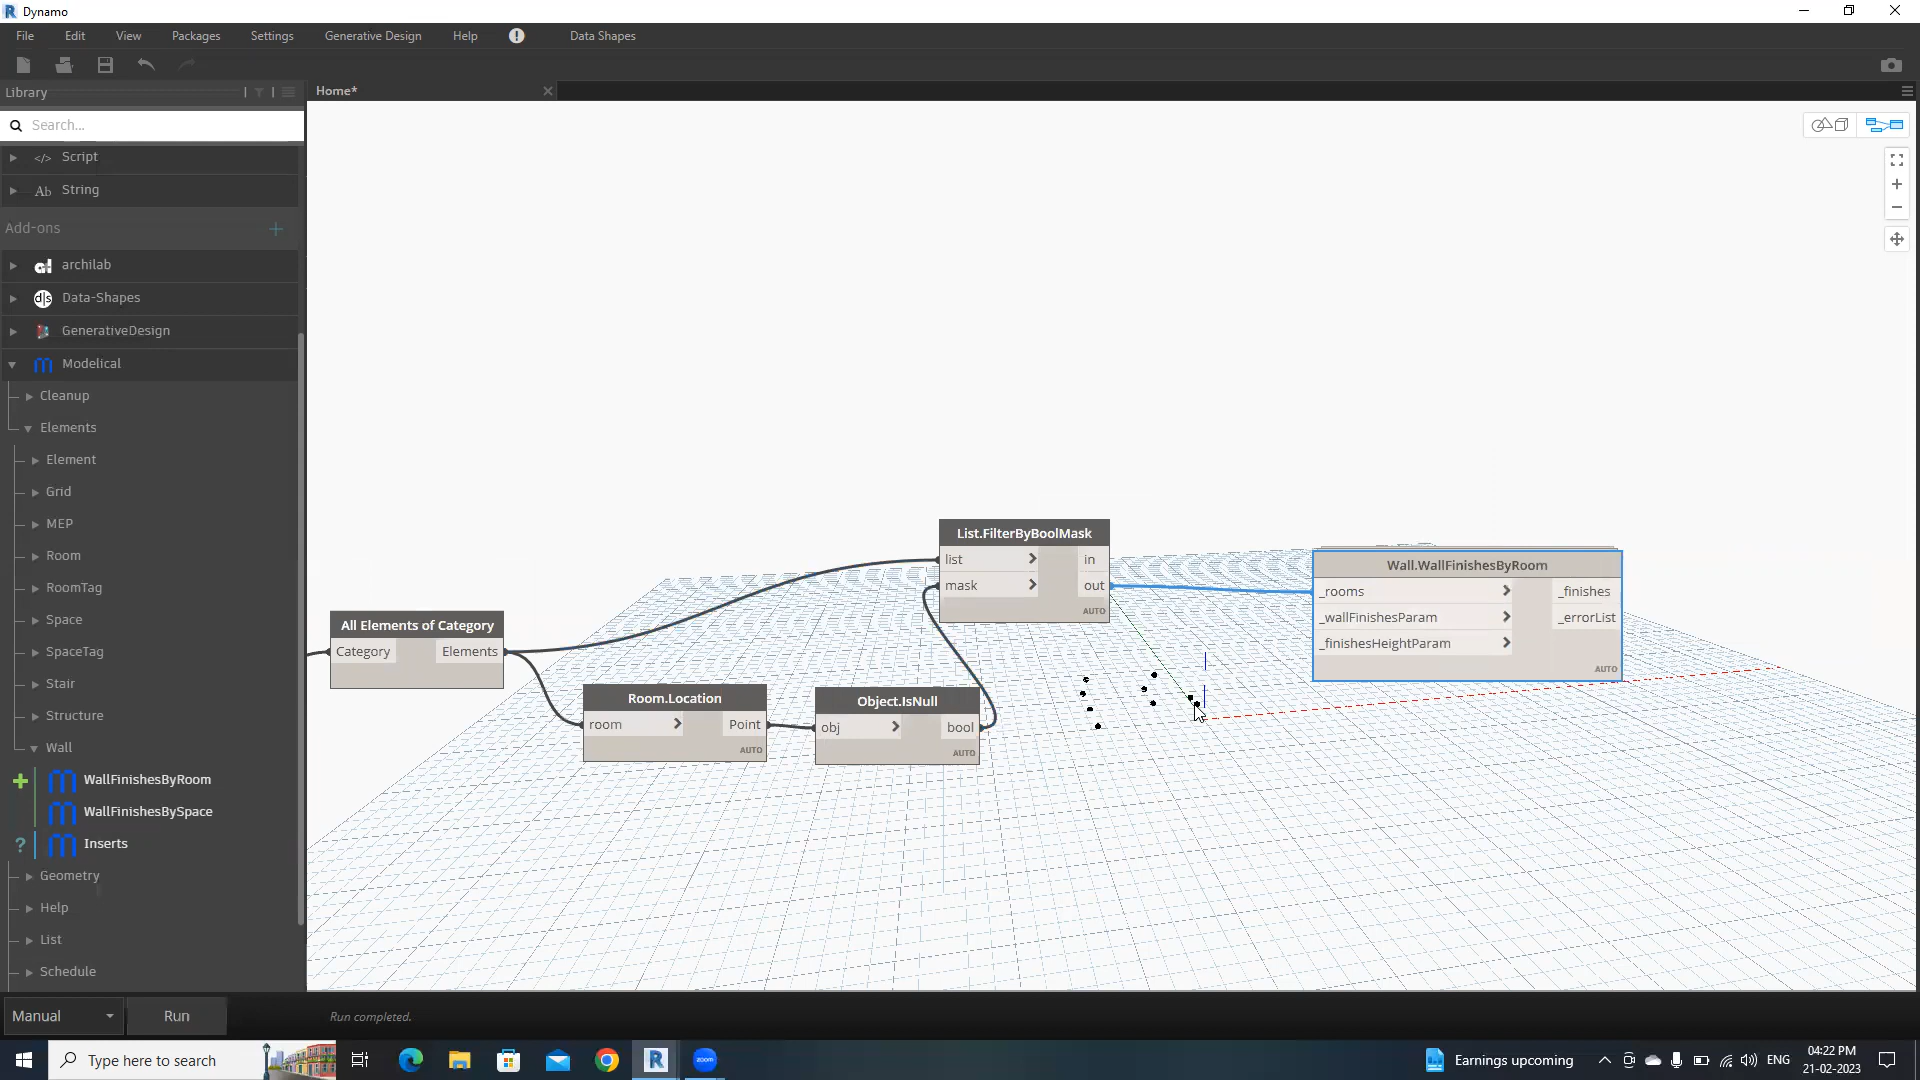 Dynamo
File Edit View Packages Settings Generative Design Help Data Shapes
Library
Home*
Search...
Script
Ab String
Add-ons
archilab
Data-Shapes
GenerativeDesign
Modelical
Cleanup
Elements
Element
Grid
MEP
Room
RoomTag
Space
SpaceTag
Stair
Structure
Wall
WallFinishesByRoom
WallFinishesBySpace
? Inserts
Geometry
Help
List
Schedule
All Elements of Category
Category Elements
Room.Location
room > Point
AUTO
Object.IsNull
obj > bool
AUTO
List.FilterByBoolMask
list > in
mask > out
AUTO
Wall.WallFinishesByRoom
_rooms > _finishes
_wallFinishesParam > _errorList
_finishesHeightParam >
AUTO
Manual Run Run completed.
Type here to search
zoom
Earnings upcoming
ENG
04:22 PM
21-02-2023